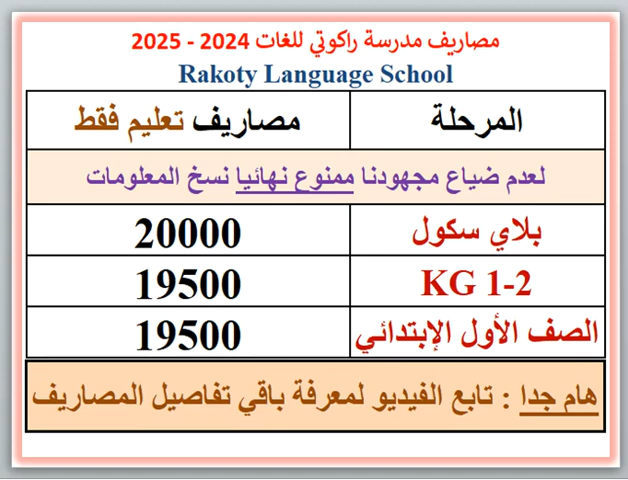 مصاريف مدرسة راكوتي للغات 2024 - 2025
Rakoty Language School
المرحلة مصاريف تعليم فقط
لعدم ضياع مجهودنا ممنوع نهائيا نسخ المعلومات
بلاي سكول 20000
KG 1-2 19500
الصف الأول الإبتدائي 19500
هام جدا : تابع الفيديو لمعرفة باقي تفاصيل المصاريف